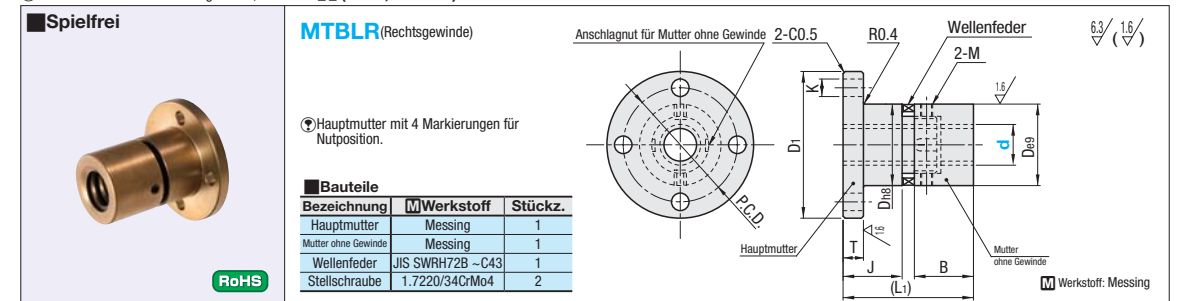 ■Spielfrei
RoHS
MTBLR(Rechtsgewinde)
Hauptmutter mit 4 Markierungen für
Nutposition.
■Bauteile
Bezeichnung MWerkstoff Stückz.
Hauptmutter Messing 1
Mutter ohne Gewinde Messing 1
Wellenfeder JIS SWRH72B ~C43 1
Stellschraube 1.7220/34CrMo4 2
Anschlagnut für Mutter ohne Gewinde
2-C0.5
R0.4
Wellenfeder
2-M
6.3 ( 1.6 )
1.6
K
D1
Dh8
d
De9
P.C.D.
1.6
Hauptmutter
T
J
B
(L1)
Mutter
ohne Gewinde
M Werkstoff: Messing